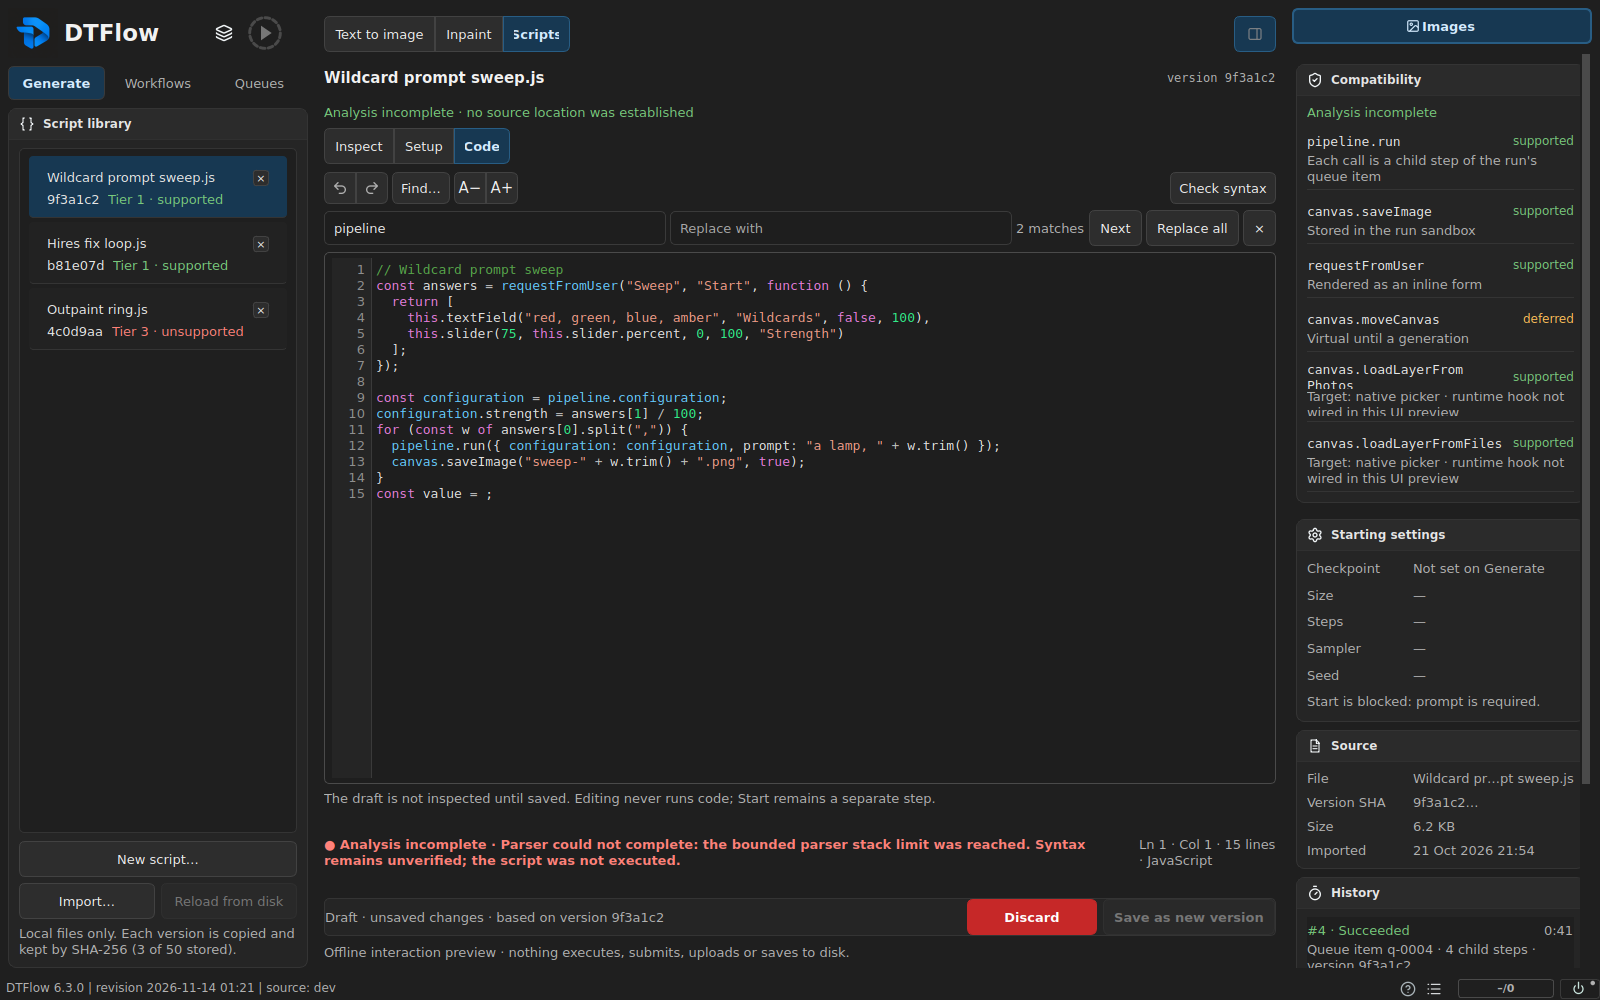 DTFlow
Generate Workflows Queues
Script library
Wildcard prompt sweep.js
9f3a1c2 Tier 1 · supported
Hires fix loop.js
b81e07d Tier 1 · supported
Outpaint ring.js
4c0d9aa Tier 3 · unsupported
New script…
Import… Reload from disk
Local files only. Each version is copied and
kept by SHA-256 (3 of 50 stored).
Text to image Inpaint Scripts
Wildcard prompt sweep.js version 9f3a1c2
Analysis incomplete · no source location was established
Inspect Setup Code
Find… A− A+ Check syntax
pipeline Replace with 2 matches Next Replace all ×
1 // Wildcard prompt sweep
2 const answers = requestFromUser("Sweep", "Start", function () {
3 return [
4 this.textField("red, green, blue, amber", "Wildcards", false, 100),
5 this.slider(75, this.slider.percent, 0, 100, "Strength")
6 ];
7 });
8
9 const configuration = pipeline.configuration;
10 configuration.strength = answers[1] / 100;
11 for (const w of answers[0].split(",")) {
12 pipeline.run({ configuration: configuration, prompt: "a lamp, " + w.trim() });
13 canvas.saveImage("sweep-" + w.trim() + ".png", true);
14 }
15 const value = ;
The draft is not inspected until saved. Editing never runs code; Start remains a separate step.
● Analysis incomplete · Parser could not complete: the bounded parser stack limit was reached. Syntax
remains unverified; the script was not executed.
Ln 1 · Col 1 · 15 lines
· JavaScript
Draft · unsaved changes · based on version 9f3a1c2 Discard Save as new version
Offline interaction preview · nothing executes, submits, uploads or saves to disk.
Images
Compatibility
Analysis incomplete
pipeline.run supported
Each call is a child step of the run's
queue item
canvas.saveImage supported
Stored in the run sandbox
requestFromUser supported
Rendered as an inline form
canvas.moveCanvas deferred
Virtual until a generation
canvas.loadLayerFrom supported
Photos
Target: native picker · runtime hook not
wired in this UI preview
canvas.loadLayerFromFiles supported
Target: native picker · runtime hook not
wired in this UI preview
Starting settings
Checkpoint Not set on Generate
Size —
Steps —
Sampler —
Seed —
Start is blocked: prompt is required.
Source
File Wildcard pr…pt sweep.js
Version SHA 9f3a1c2…
Size 6.2 KB
Imported 21 Oct 2026 21:54
History
#4 · Succeeded 0:41
Queue item q-0004 · 4 child steps ·
version 9f3a1c2
DTFlow 6.3.0 | revision 2026-11-14 01:21 | source: dev
–/0